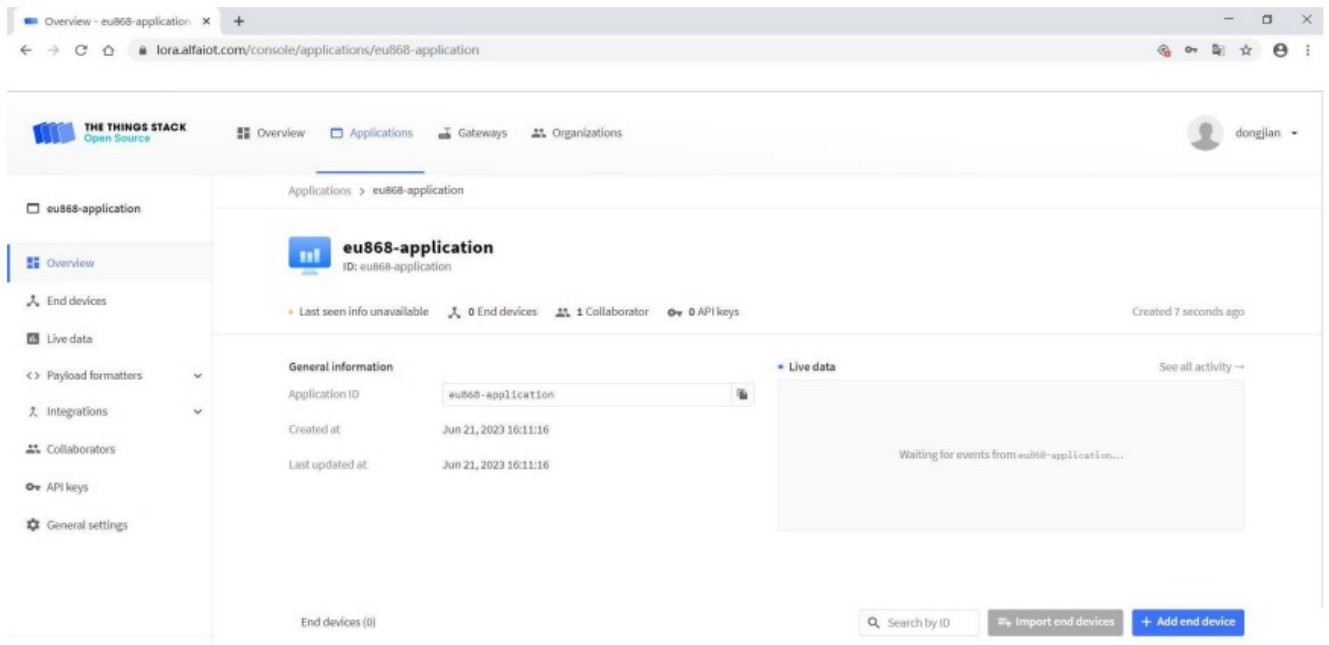 Overview - eu868-application
lora.alfaiot.com/console/applications/eu868-application
THE THINGS STACK
Open Source
Overview
Applications
Gateways
Organizations
dongjian
eu868-application
Overview
End devices
Live data
Payload formatters
Integrations
Collaborators
API keys
General settings
Applications > eu868-application
eu868-application
ID: eu868-application
Last seen info unavailable 0 End devices 1 Collaborator 0 API keys Created 7 seconds ago
General information
Application ID eu868-application
Created at Jun 21, 2023 16:11:16
Last updated at Jun 21, 2023 16:11:16
Live data See all activity →
Waiting for events from eu868-application...
End devices (0) Search by ID Import end devices + Add end device